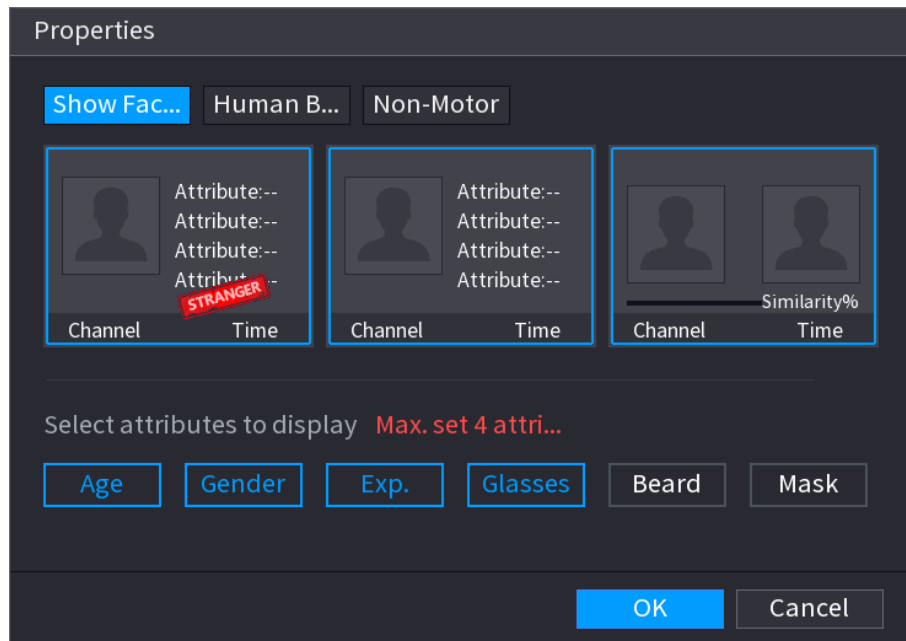 Properties
Show Fac... Human B... Non-Motor
Attribute:--
Attribute:--
Attribute:--
Attribute:--
STRANGER
Channel Time
Attribute:--
Attribute:--
Attribute:--
Attribute:--
Channel Time
Similarity%
Channel Time
Select attributes to display Max. set 4 attri...
Age Gender Exp. Glasses Beard Mask
OK Cancel